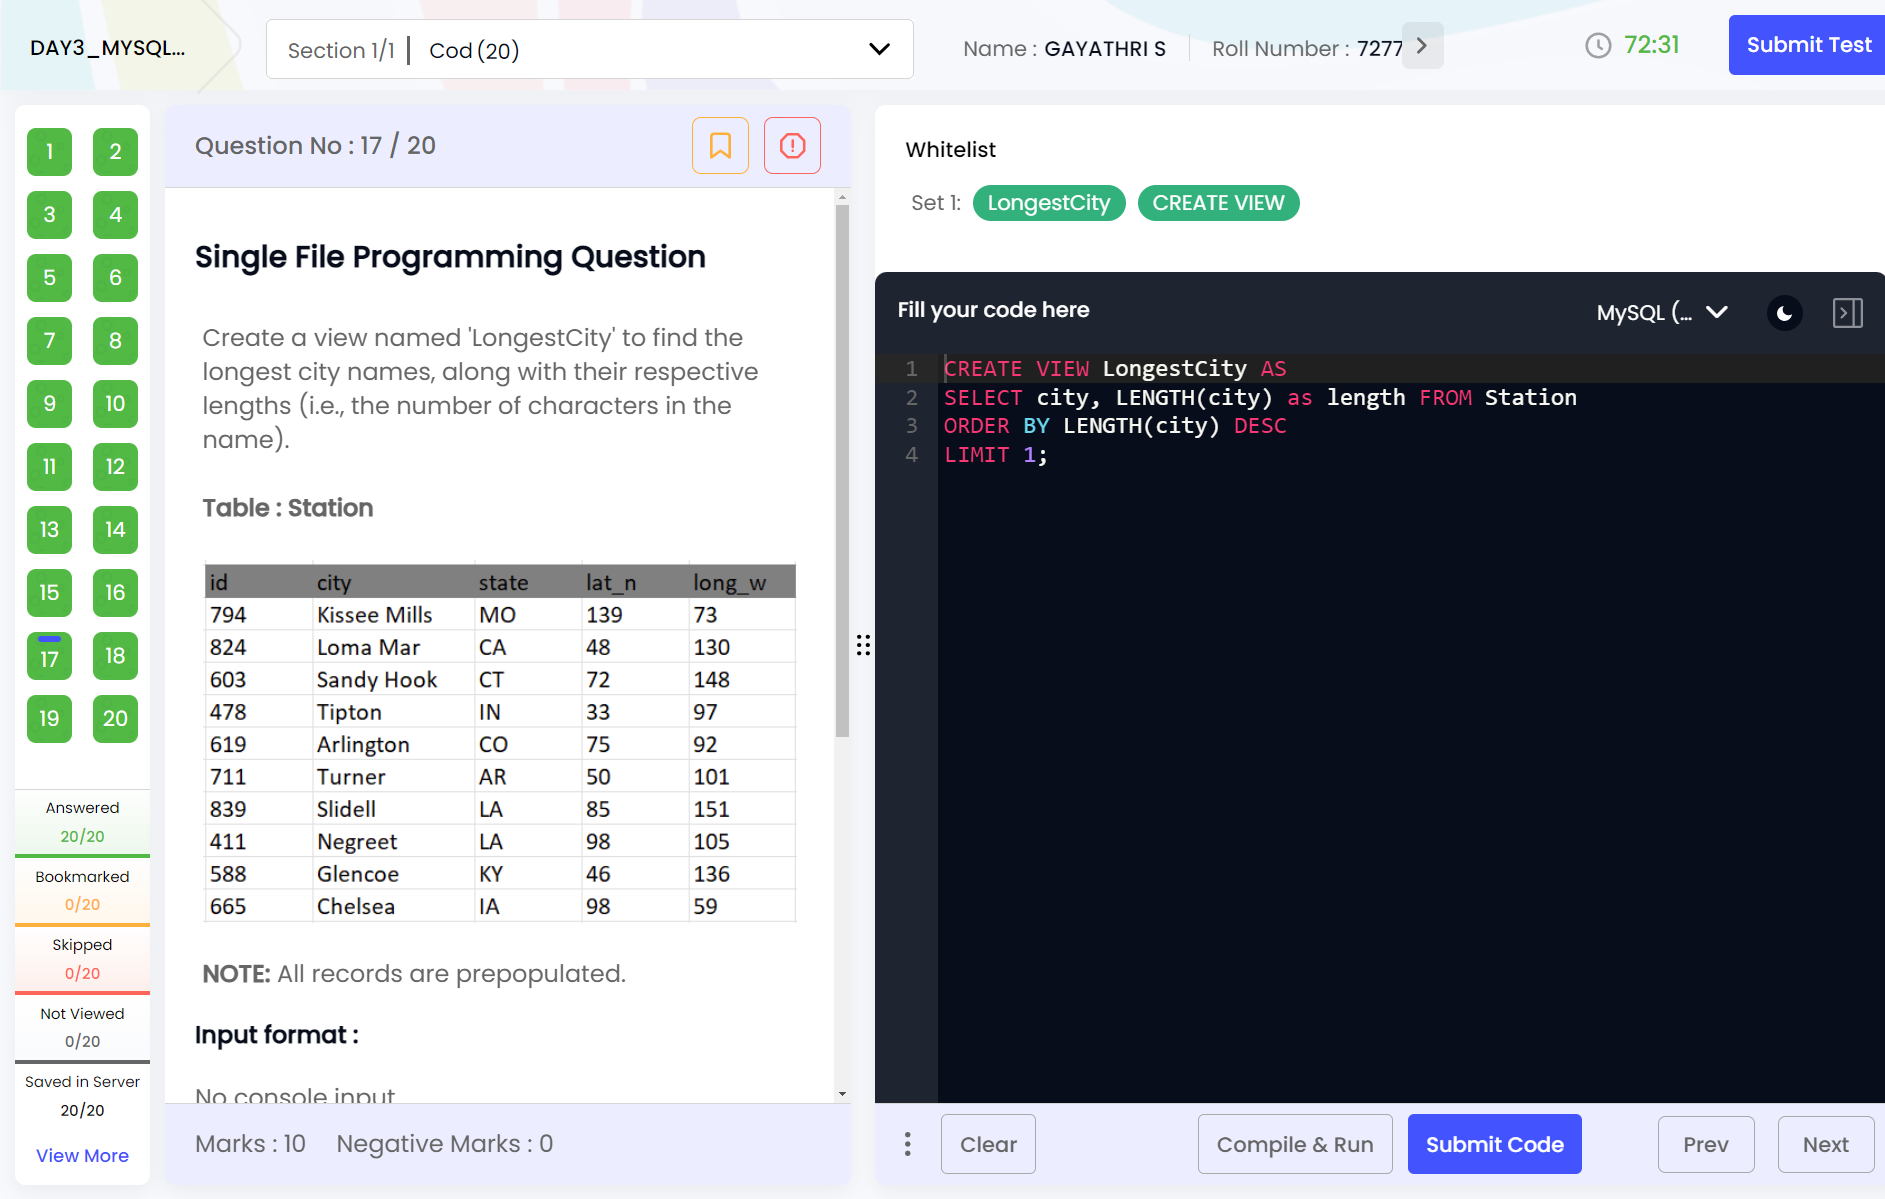 DAY3_MYSQL...
Section 1/1 | Cod (20)
Name : GAYATHRI S
Roll Number : 7277
72:31
Submit Test
1 2
3 4
5 6
7 8
9 10
11 12
13 14
15 16
17 18
19 20
Answered
20/20
Bookmarked
0/20
Skipped
0/20
Not Viewed
0/20
Saved in Server
20/20
View More
Question No : 17 / 20
Single File Programming Question
Create a view named 'LongestCity' to find the
longest city names, along with their respective
lengths (i.e., the number of characters in the
name).
Table : Station
id city state lat_n long_w
794 Kissee Mills MO 139 73
824 Loma Mar CA 48 130
603 Sandy Hook CT 72 148
478 Tipton IN 33 97
619 Arlington CO 75 92
711 Turner AR 50 101
839 Slidell LA 85 151
411 Negreet LA 98 105
588 Glencoe KY 46 136
665 Chelsea IA 98 59
NOTE: All records are prepopulated.
Input format :
No console input
Marks : 10 Negative Marks : 0
Whitelist
Set 1: LongestCity CREATE VIEW
Fill your code here
MySQL (...
1 CREATE VIEW LongestCity AS
2 SELECT city, LENGTH(city) as length FROM Station
3 ORDER BY LENGTH(city) DESC
4 LIMIT 1;
Clear
Compile & Run
Submit Code
Prev
Next